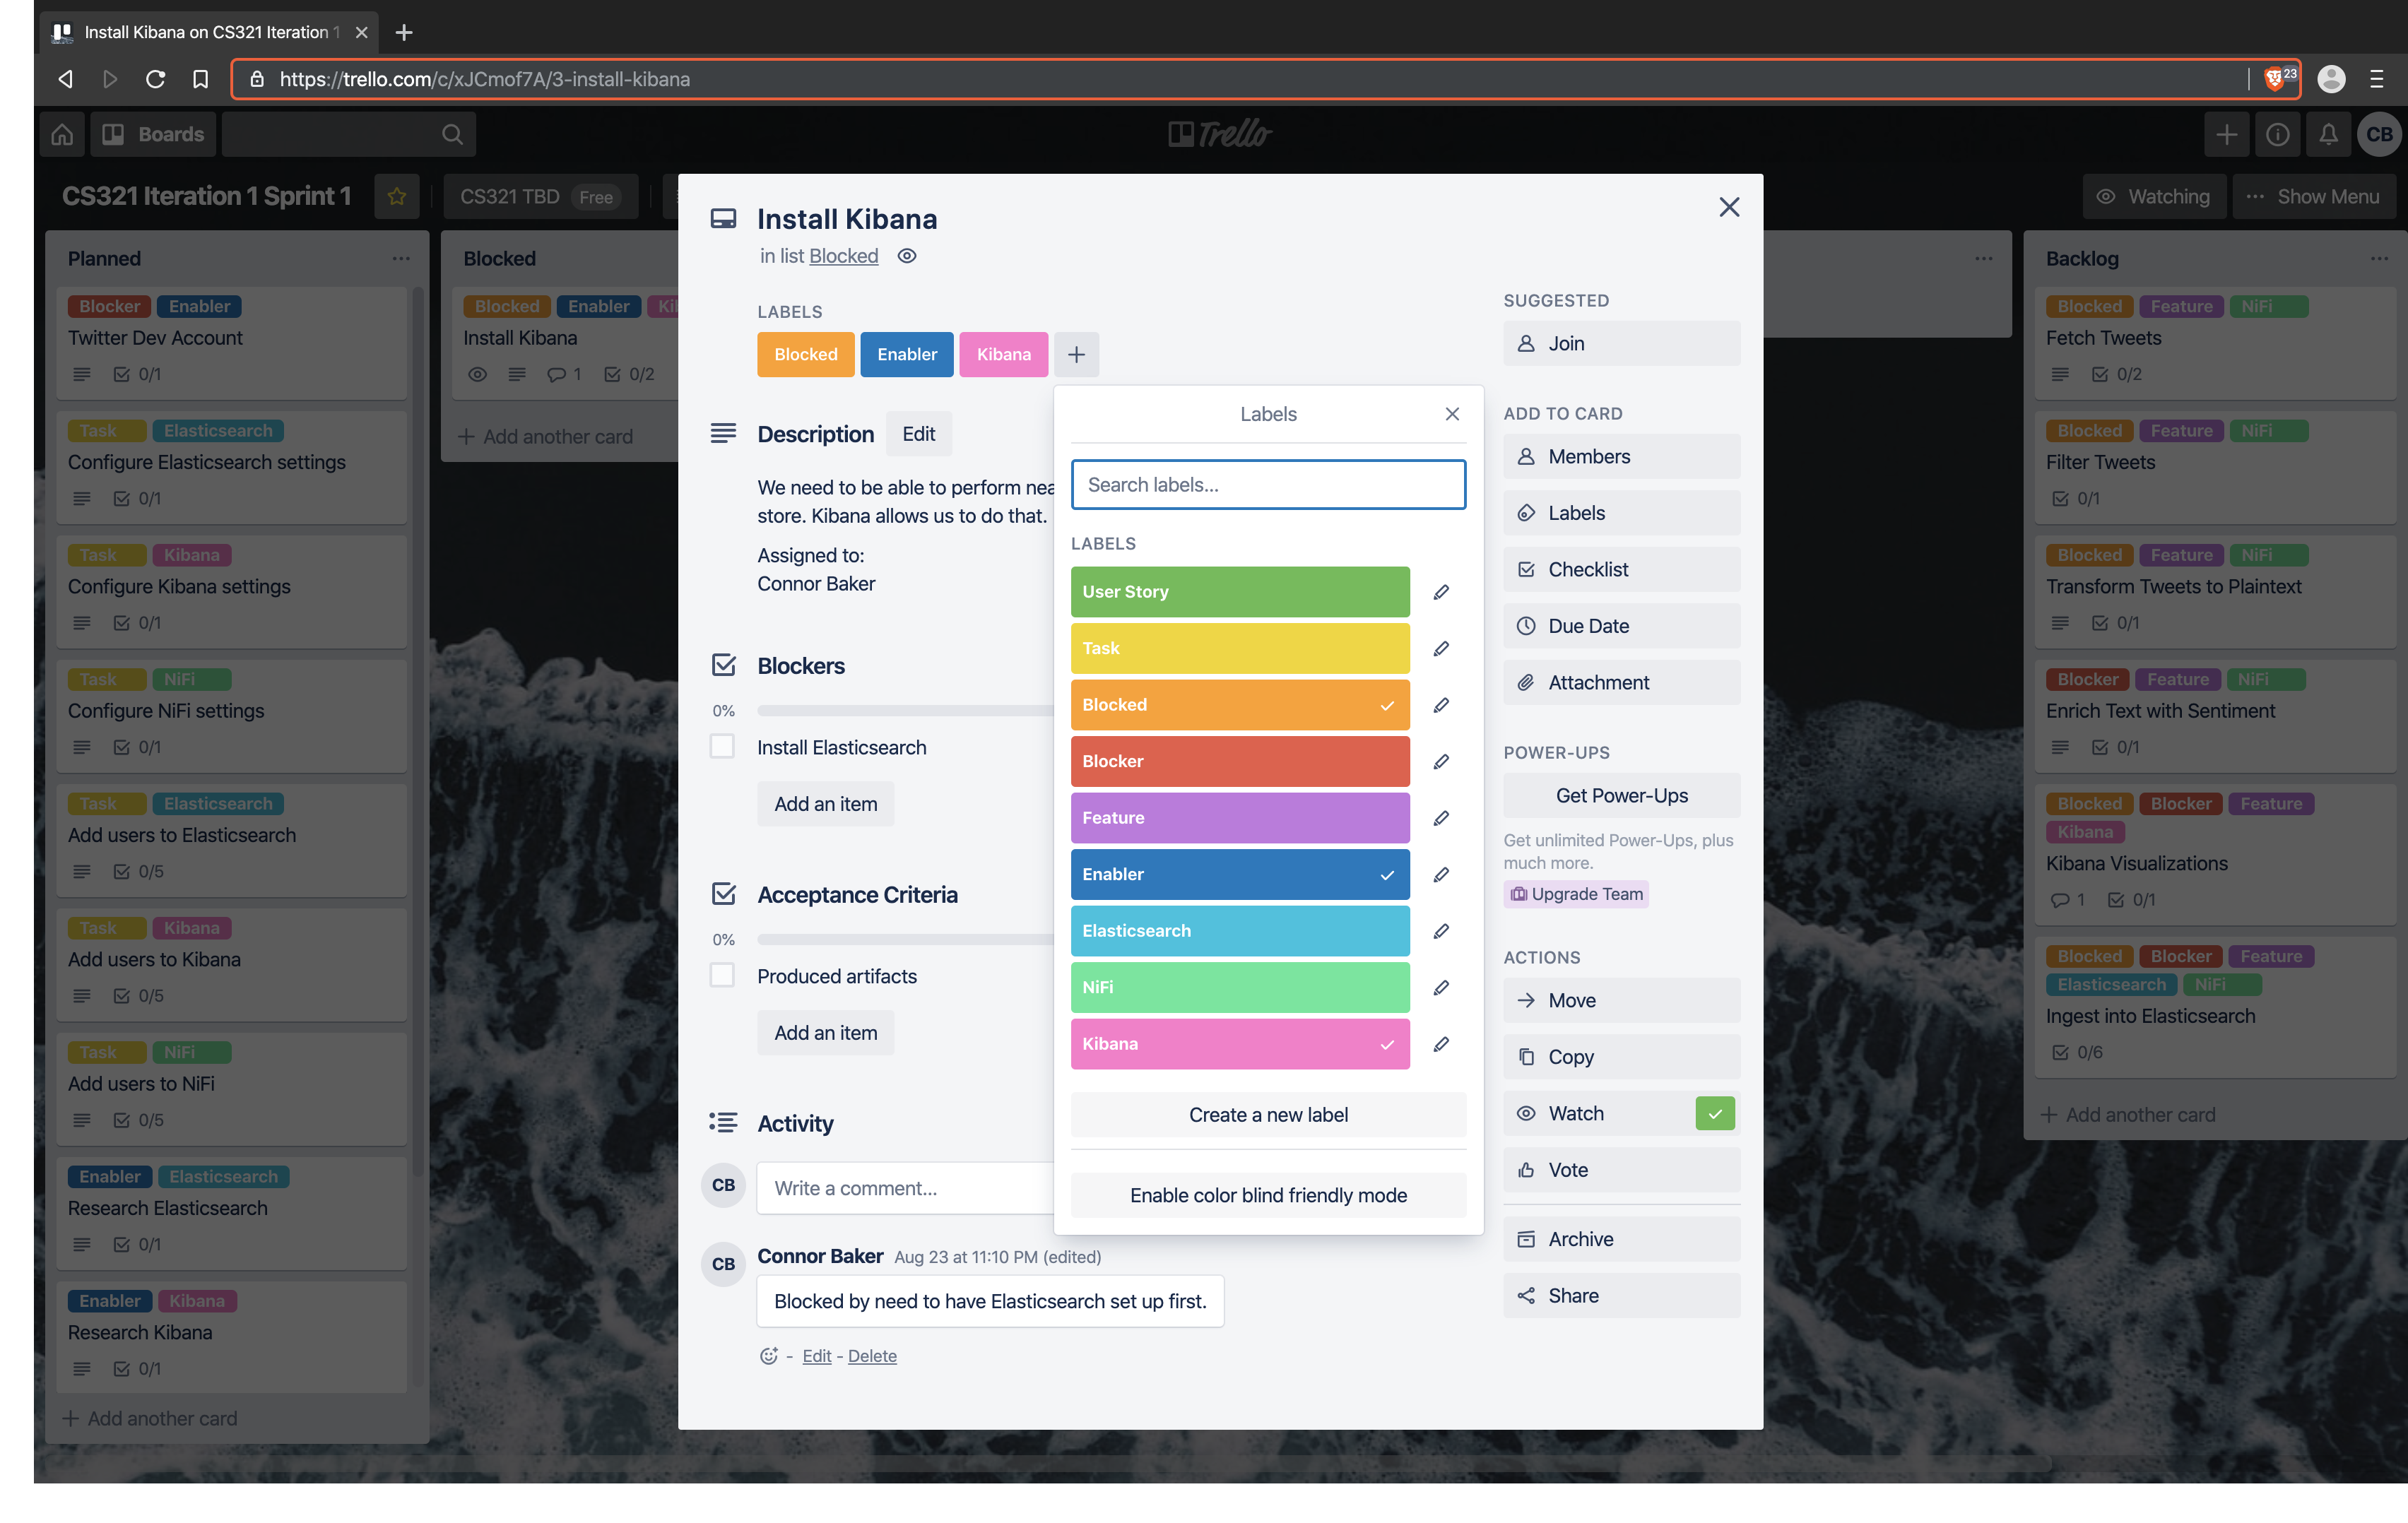 Install Kibana on CS321 Iteration 1
https://trello.com/c/xJCmof7A/3-install-kibana
23
Boards
Trello
CB
CS321 Iteration 1 Sprint 1
CS321 TBD Free
Watching
Show Menu
Planned
Blocker Enabler
Twitter Dev Account
0/1
Task Elasticsearch
Configure Elasticsearch settings
0/1
Task Kibana
Configure Kibana settings
0/1
Task NiFi
Configure NiFi settings
0/1
Task Elasticsearch
Add users to Elasticsearch
0/5
Task Kibana
Add users to Kibana
0/5
Task NiFi
Add users to NiFi
0/5
Enabler Elasticsearch
Research Elasticsearch
0/1
Enabler Kibana
Research Kibana
0/1
Add another card
Blocked
Blocked Enabler Ki
Install Kibana
1 0/2
Add another card
Install Kibana
in list Blocked
LABELS
Blocked Enabler Kibana
Description Edit
We need to be able to perform nea
store. Kibana allows us to do that.
Assigned to:
Connor Baker
Blockers
0%
Install Elasticsearch
Add an item
Acceptance Criteria
0%
Produced artifacts
Add an item
Activity
CB
Write a comment...
CB
Connor Baker Aug 23 at 11:10 PM (edited)
Blocked by need to have Elasticsearch set up first.
- Edit - Delete
Labels
Search labels...
LABELS
User Story
Task
Blocked
Blocker
Feature
Enabler
Elasticsearch
NiFi
Kibana
Create a new label
Enable color blind friendly mode
SUGGESTED
Join
ADD TO CARD
Members
Labels
Checklist
Due Date
Attachment
POWER-UPS
Get Power-Ups
Get unlimited Power-Ups, plus
much more.
Upgrade Team
ACTIONS
Move
Copy
Watch
Vote
Archive
Share
Backlog
Blocked Feature NiFi
Fetch Tweets
0/2
Blocked Feature NiFi
Filter Tweets
0/1
Blocked Feature NiFi
Transform Tweets to Plaintext
0/1
Blocker Feature NiFi
Enrich Text with Sentiment
0/1
Blocked Blocker Feature
Kibana
Kibana Visualizations
1 0/1
Blocked Blocker Feature
Elasticsearch NiFi
Ingest into Elasticsearch
0/6
Add another card